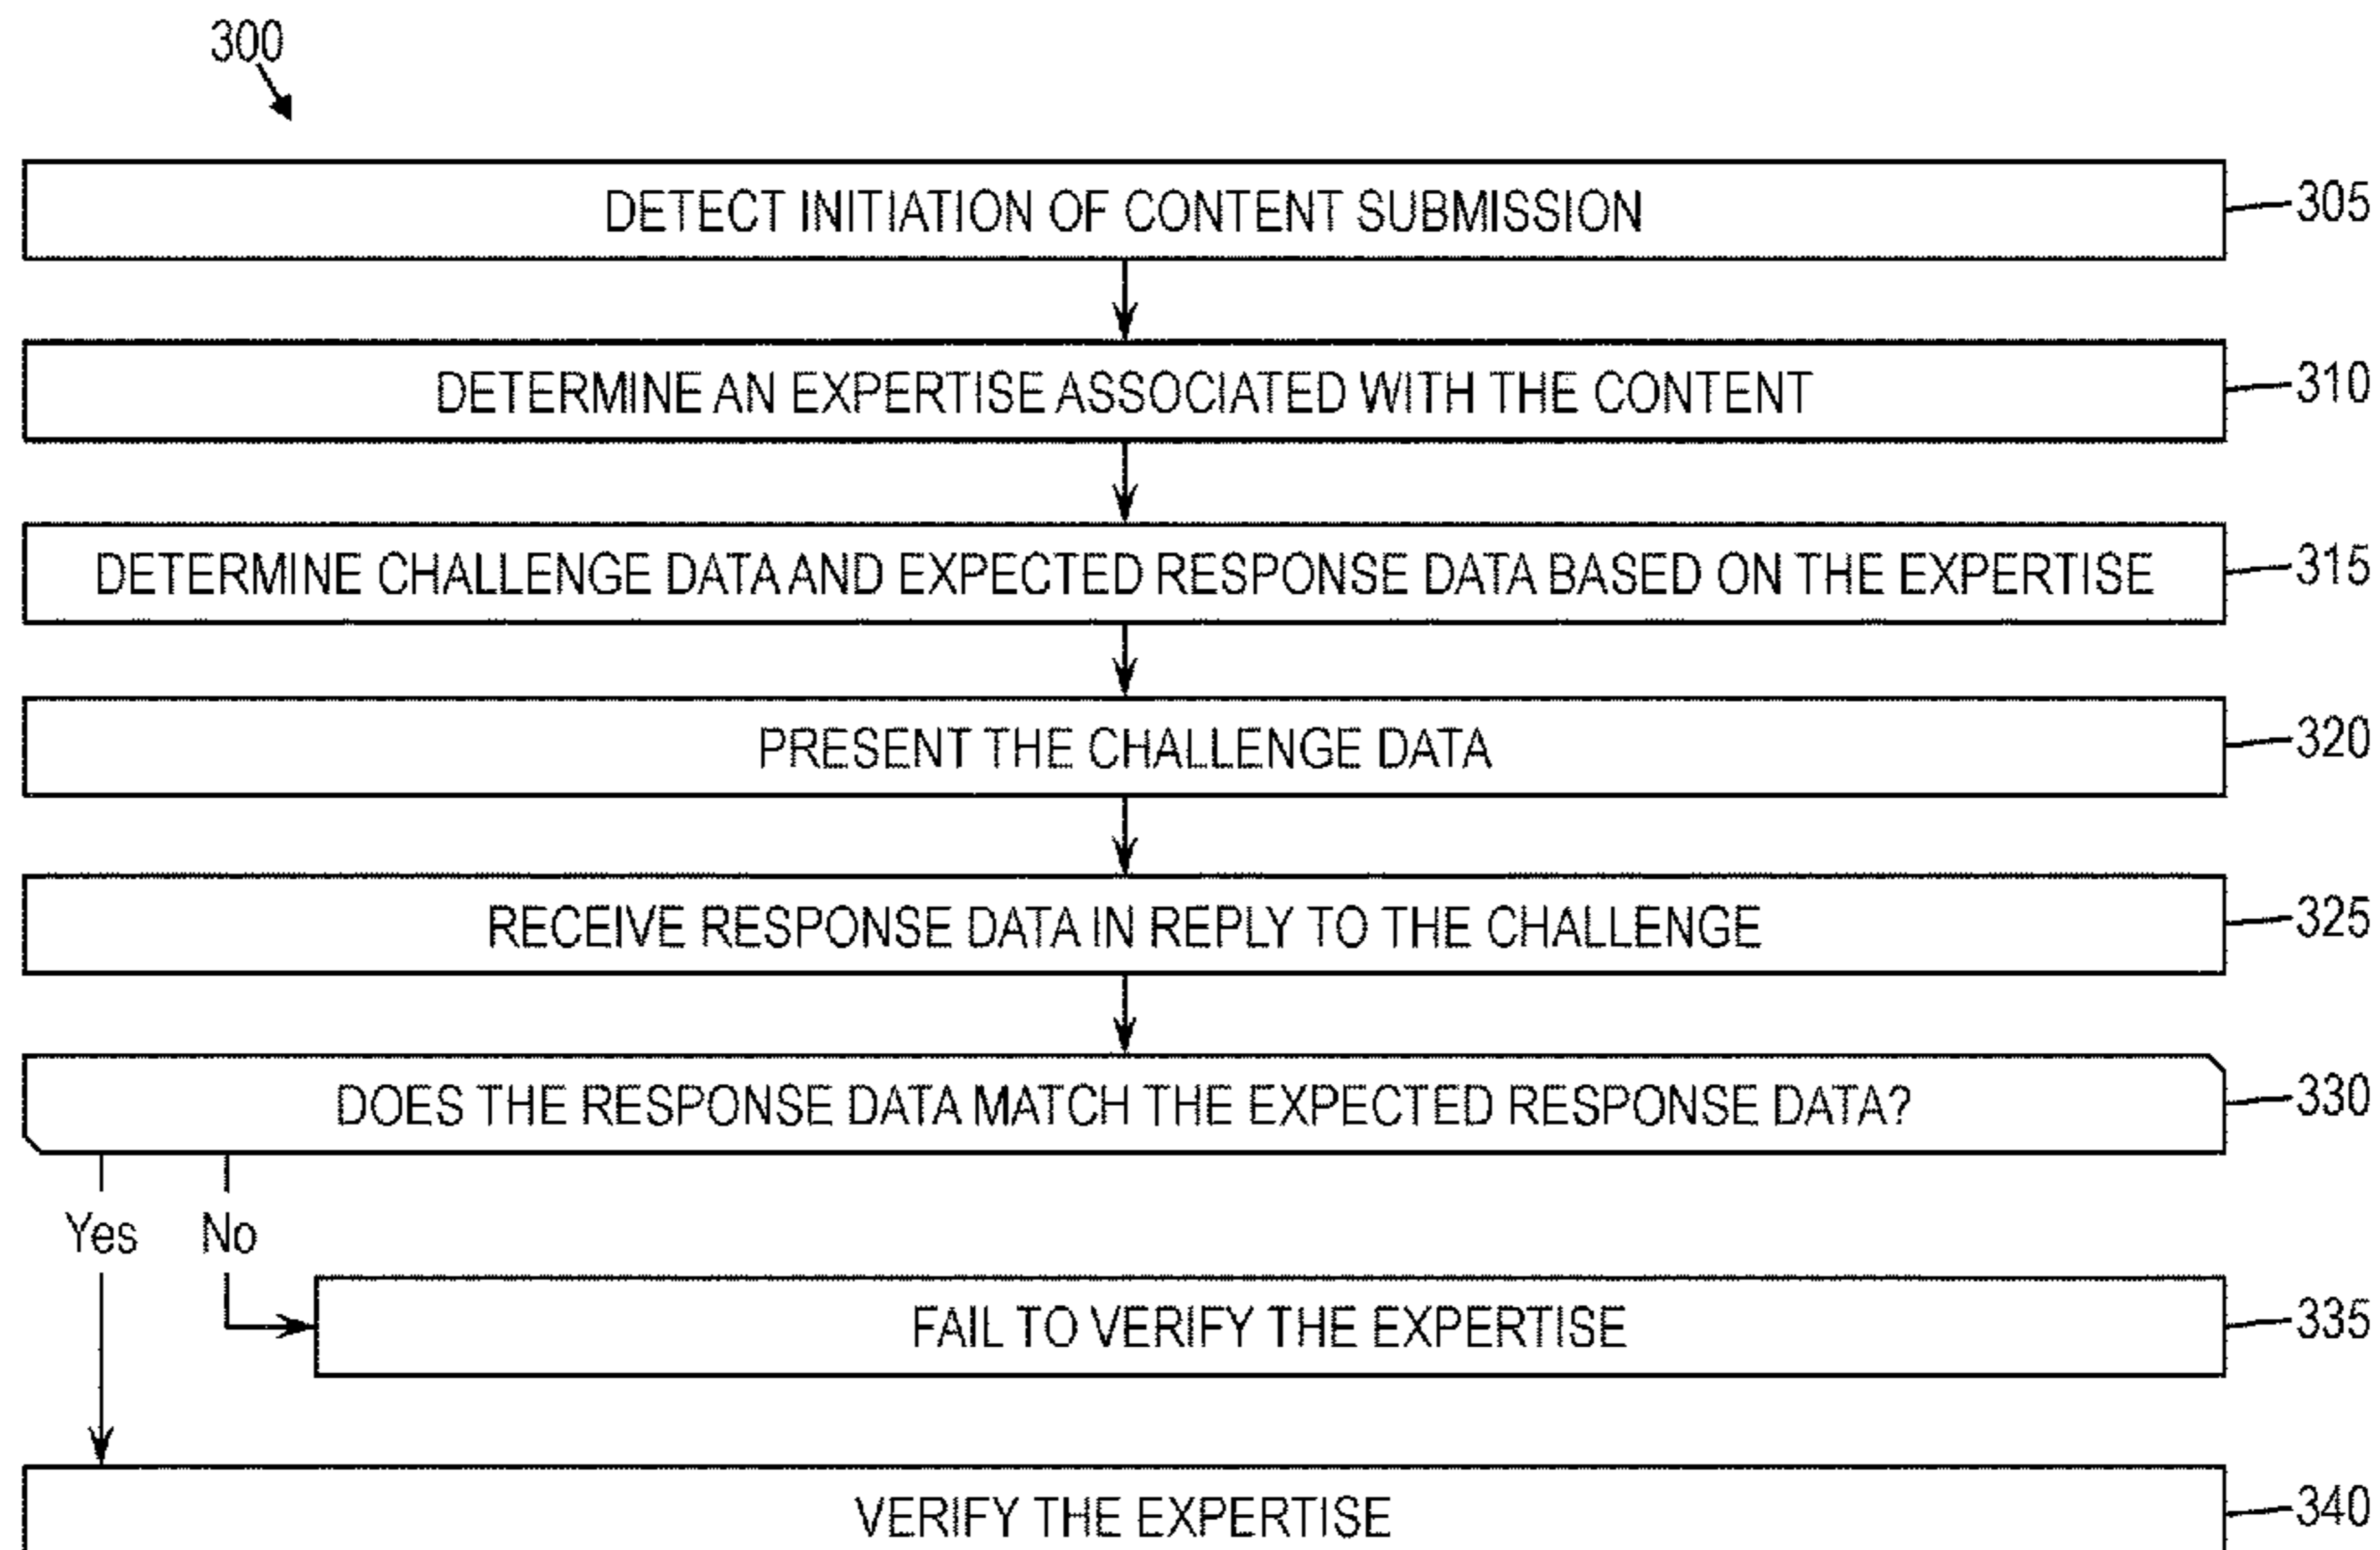 300
DETECT INITIATION OF CONTENT SUBMISSION 305
DETERMINE AN EXPERTISE ASSOCIATED WITH THE CONTENT 310
DETERMINE CHALLENGE DATA AND EXPECTED RESPONSE DATA BASED ON THE EXPERTISE 315
PRESENT THE CHALLENGE DATA 320
RECEIVE RESPONSE DATA IN REPLY TO THE CHALLENGE 325
DOES THE RESPONSE DATA MATCH THE EXPECTED RESPONSE DATA? 330
Yes No
FAIL TO VERIFY THE EXPERTISE 335
VERIFY THE EXPERTISE 340